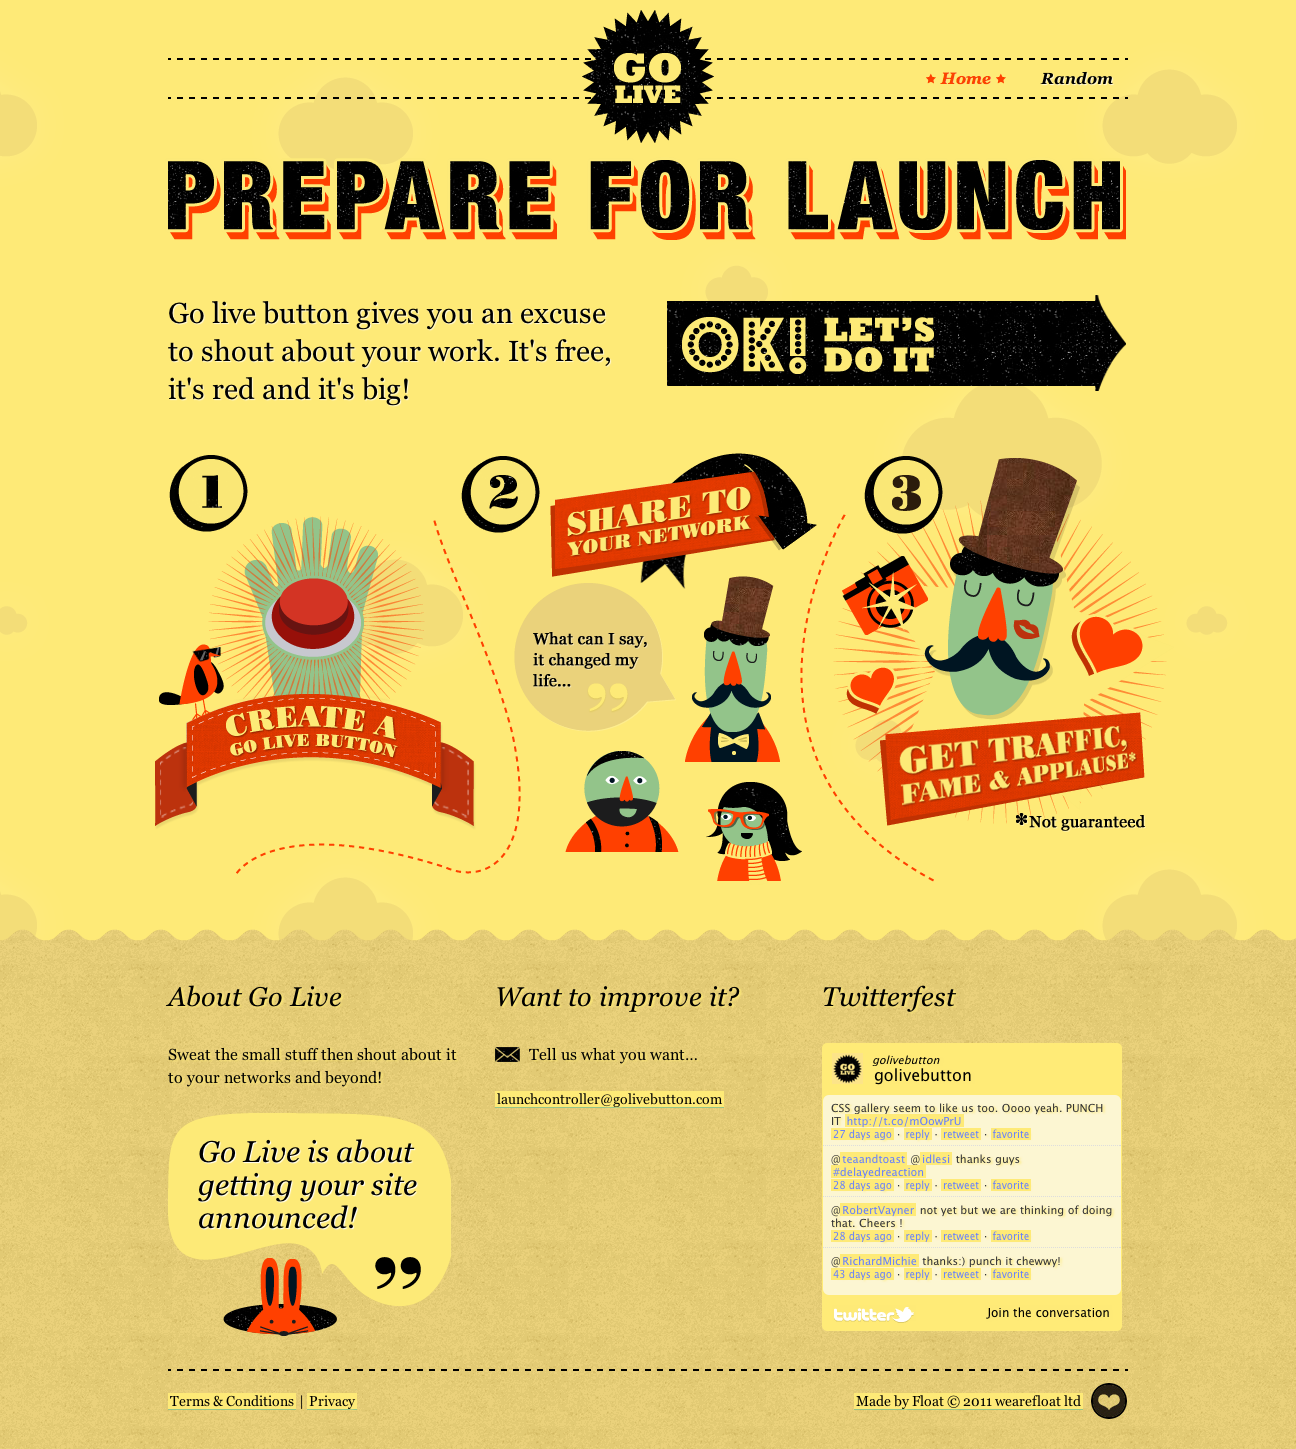 GO
LIVE
Home
Random
PREPARE FOR LAUNCH
Go live button gives you an excuse
to shout about your work. It's free,
it's red and it's big!
OK! LET'S
DO IT
1
CREATE A
GO LIVE BUTTON
2
SHARE TO
YOUR NETWORK
What can I say,
it changed my
life...
”
3
GET TRAFFIC,
FAME & APPLAUSE*
*Not guaranteed
About Go Live
Sweat the small stuff then shout about it
to your networks and beyond!
Go Live is about
getting your site
announced!
”
Want to improve it?
Tell us what you want...
launchcontroller@golivebutton.com
Twitterfest
GO
LIVE
golivebutton
golivebutton
CSS gallery seem to like us too. Oooo yeah. PUNCH
IT http://t.co/mOowPrU
27 days ago · reply · retweet · favorite
@teaandtoast @idlesi thanks guys
#delayedreaction
28 days ago · reply · retweet · favorite
@RobertVayner not yet but we are thinking of doing
that. Cheers !
28 days ago · reply · retweet · favorite
@RichardMichie thanks:) punch it chewwy!
43 days ago · reply · retweet · favorite
twitter
Join the conversation
Terms & Conditions | Privacy
Made by Float © 2011 wearefloat ltd